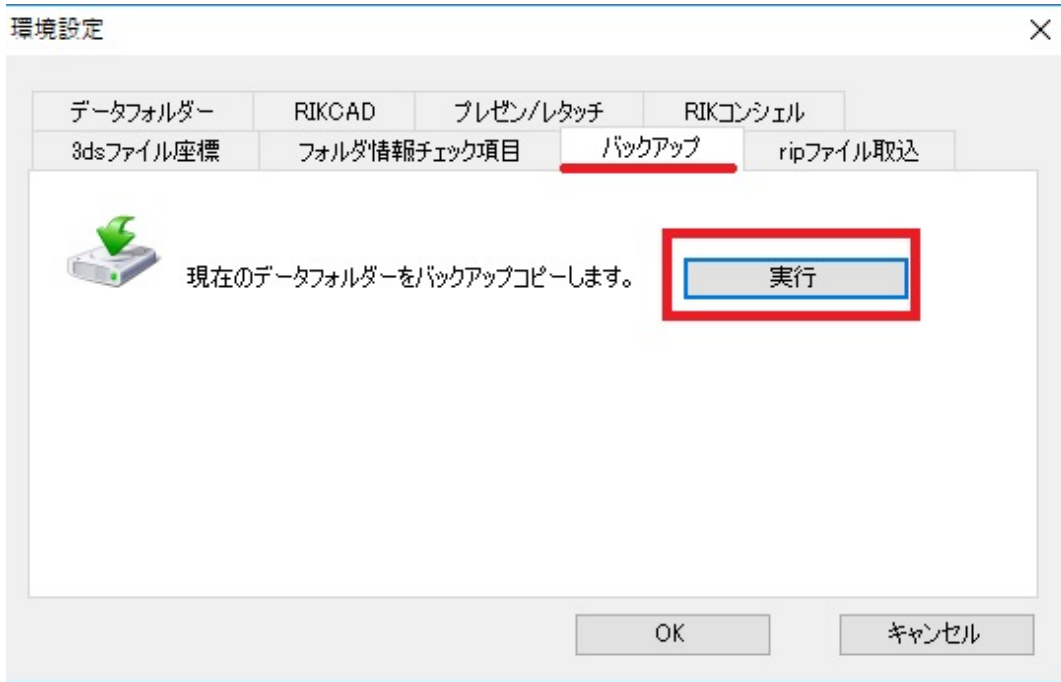 環境設定
データフォルダー RIKCAD プレゼン/レタッチ RIKコンシェル
3dsファイル座標 フォルダ情報チェック項目 バックアップ ripファイル取込
現在のデータフォルダーをバックアップコピーします。 実行
OK キャンセル